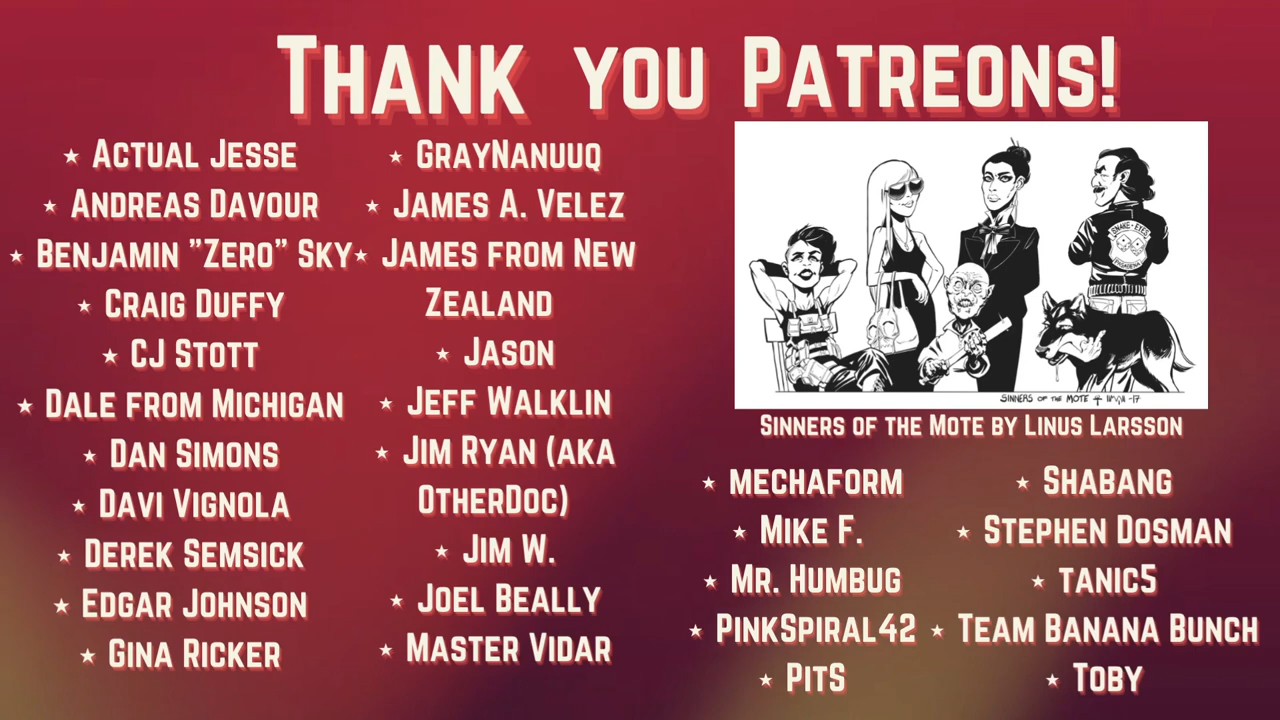 Thank you Patreons!
★ Actual Jesse
★ Andreas Davour
★ Benjamin "Zero" Sky
★ Craig Duffy
★ CJ Stott
★ Dale from Michigan
★ Dan Simons
★ Davi Vignola
★ Derek Semsick
★ Edgar Johnson
★ Gina Ricker
★ GrayNanuuq
★ James A. Velez
★ James from New
Zealand
★ Jason
★ Jeff Walklin
★ Jim Ryan (aka
OtherDoc)
★ Jim W.
★ Joel Beally
★ Master Vidar
SNAKE-EYES
PASADENA
SINNERS OF THE MOTE
-17
Sinners of the Mote by Linus Larsson
★ mechaform
★ Mike F.
★ Mr. Humbug
★ PinkSpiral42
★ PitS
★ Shabang
★ Stephen Dosman
★ tanic5
★ Team Banana Bunch
★ Toby